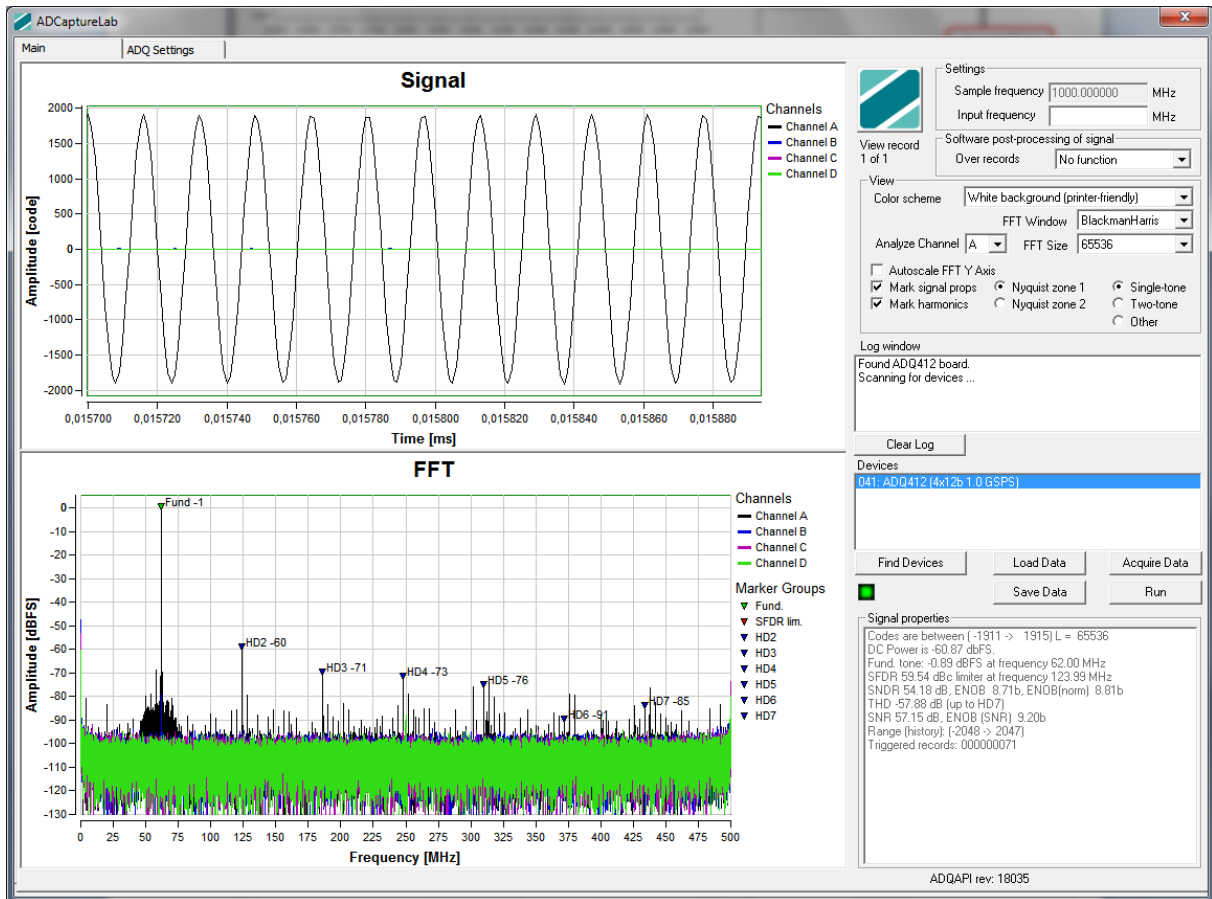 ADCaptureLab
Main
ADQ Settings
Signal
Amplitude [code]
2000
1500
1000
500
0
-500
-1000
-1500
-2000
0,015700 0,015720 0,015740 0,015760 0,015780 0,015800 0,015820 0,015840 0,015860 0,015880
Time [ms]
Channels
Channel A
Channel B
Channel C
Channel D
FFT
Amplitude [dBFS]
0
-10
-20
-30
-40
-50
-60
-70
-80
-90
-100
-110
-120
-130
Fund -1
HD2 -60
HD3 -71
HD4 -73
HD5 -76
HD6 -91
HD7 -85
0 25 50 75 100 125 150 175 200 225 250 275 300 325 350 375 400 425 450 475 500
Frequency [MHz]
Channels
Channel A
Channel B
Channel C
Channel D
Marker Groups
Fund.
SFDR lim.
HD2
HD3
HD4
HD5
HD6
HD7
View record
1 of 1
Settings
Sample frequency 1000.000000 MHz
Input frequency MHz
Software post-processing of signal
Over records No function
View
Color scheme White background (printer-friendly)
FFT Window BlackmanHarris
Analyze Channel A FFT Size 65536
Autoscale FFT Y Axis
Mark signal props Nyquist zone 1 Single-tone
Mark harmonics Nyquist zone 2 Two-tone
Other
Log window
Found ADQ412 board.
Scanning for devices ...
Clear Log
Devices
041: ADQ412 (4x12b 1.0 GSPS)
Find Devices Load Data Acquire Data
Save Data Run
Signal properties
Codes are between ( -1911 -> 1915) L = 65536
DC Power is -60.87 dbFS.
Fund. tone: -0.89 dBFS at frequency 62.00 MHz
SFDR 59.54 dBc limiter at frequency 123.99 MHz
SNDR 54.18 dB, ENOB 8.71b, ENOB(norm) 8.81b
THD -57.88 dB (up to HD7)
SNR 57.15 dB, ENOB (SNR) 9.20b
Range (history): (-2048 -> 2047)
Triggered records: 000000071
ADQAPI rev: 18035